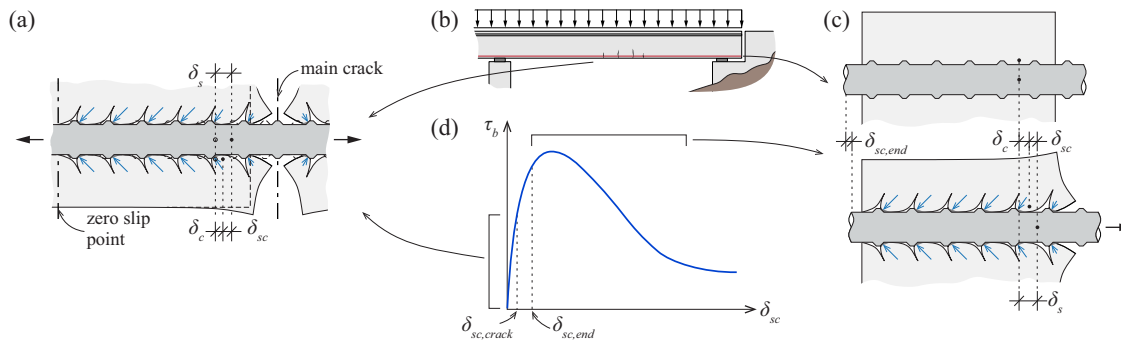 (a)
δs
main crack
zero slip
point
δc
δsc
(b)
(c)
δsc,end
δc
δsc
δs
(d)
τb
δsc,crack
δsc,end
δsc